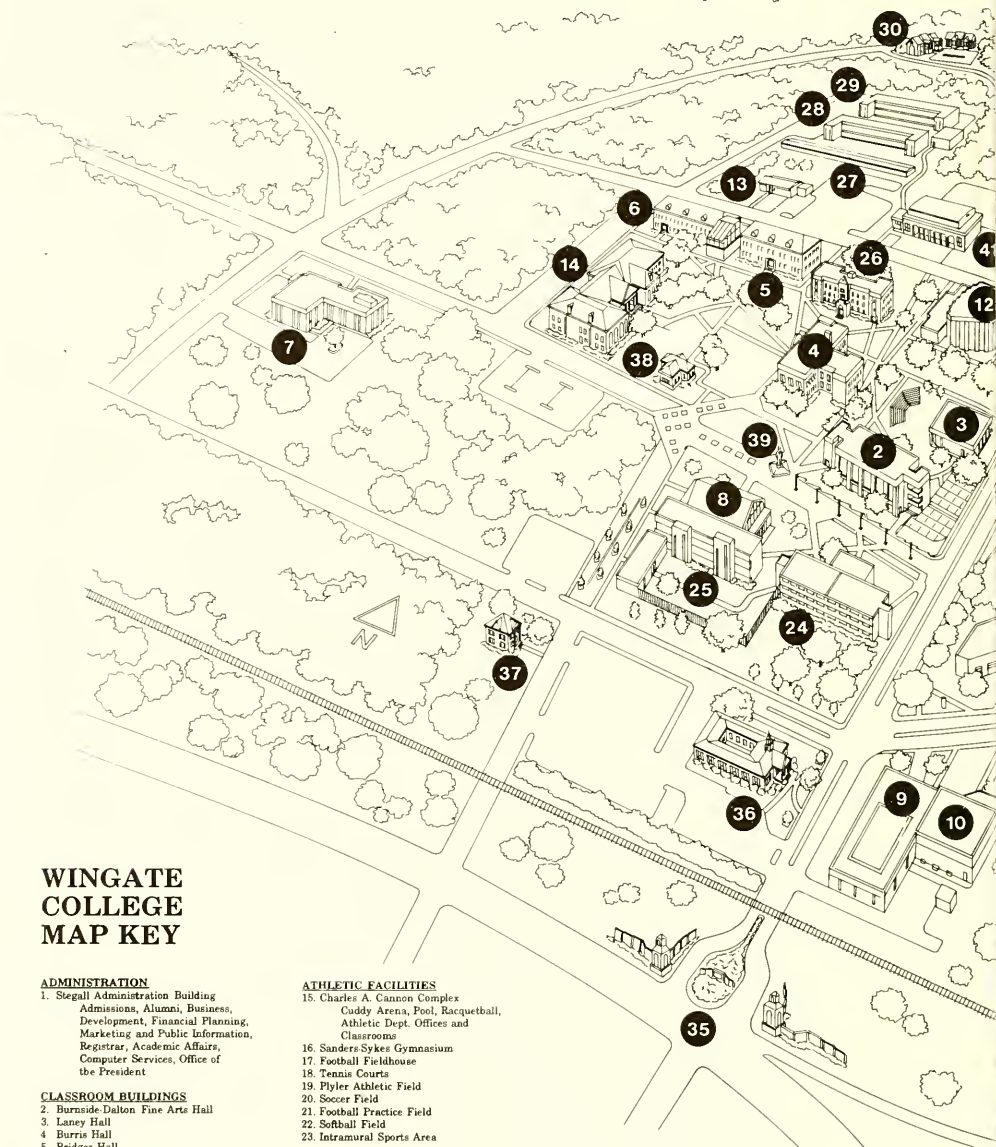 30
29
28
27
13
6
41
26
14
5
12
7
4
38
3
39
2
8
25
24
N
37
9
36
10
35
WINGATE
COLLEGE
MAP KEY
ADMINISTRATION
1. Stegall Administration Building
Admissions, Alumni, Business,
Development, Financial Planning,
Marketing and Public Information,
Registrar, Academic Affairs,
Computer Services, Office of
the President
CLASSROOM BUILDINGS
2. Burnside-Dalton Fine Arts Hall
3. Laney Hall
4 Burris Hall
5. Bridges Hall
ATHLETIC FACILITIES
15. Charles A. Cannon Complex
Cuddy Arena, Pool, Racquetball,
Athletic Dept. Offices and
Classrooms
16. Sanders-Sykes Gymnasium
17. Football Fieldhouse
18. Tennis Courts
19. Plyler Athletic Field
20. Soccer Field
21. Football Practice Field
22. Softball Field
23. Intramural Sports Area